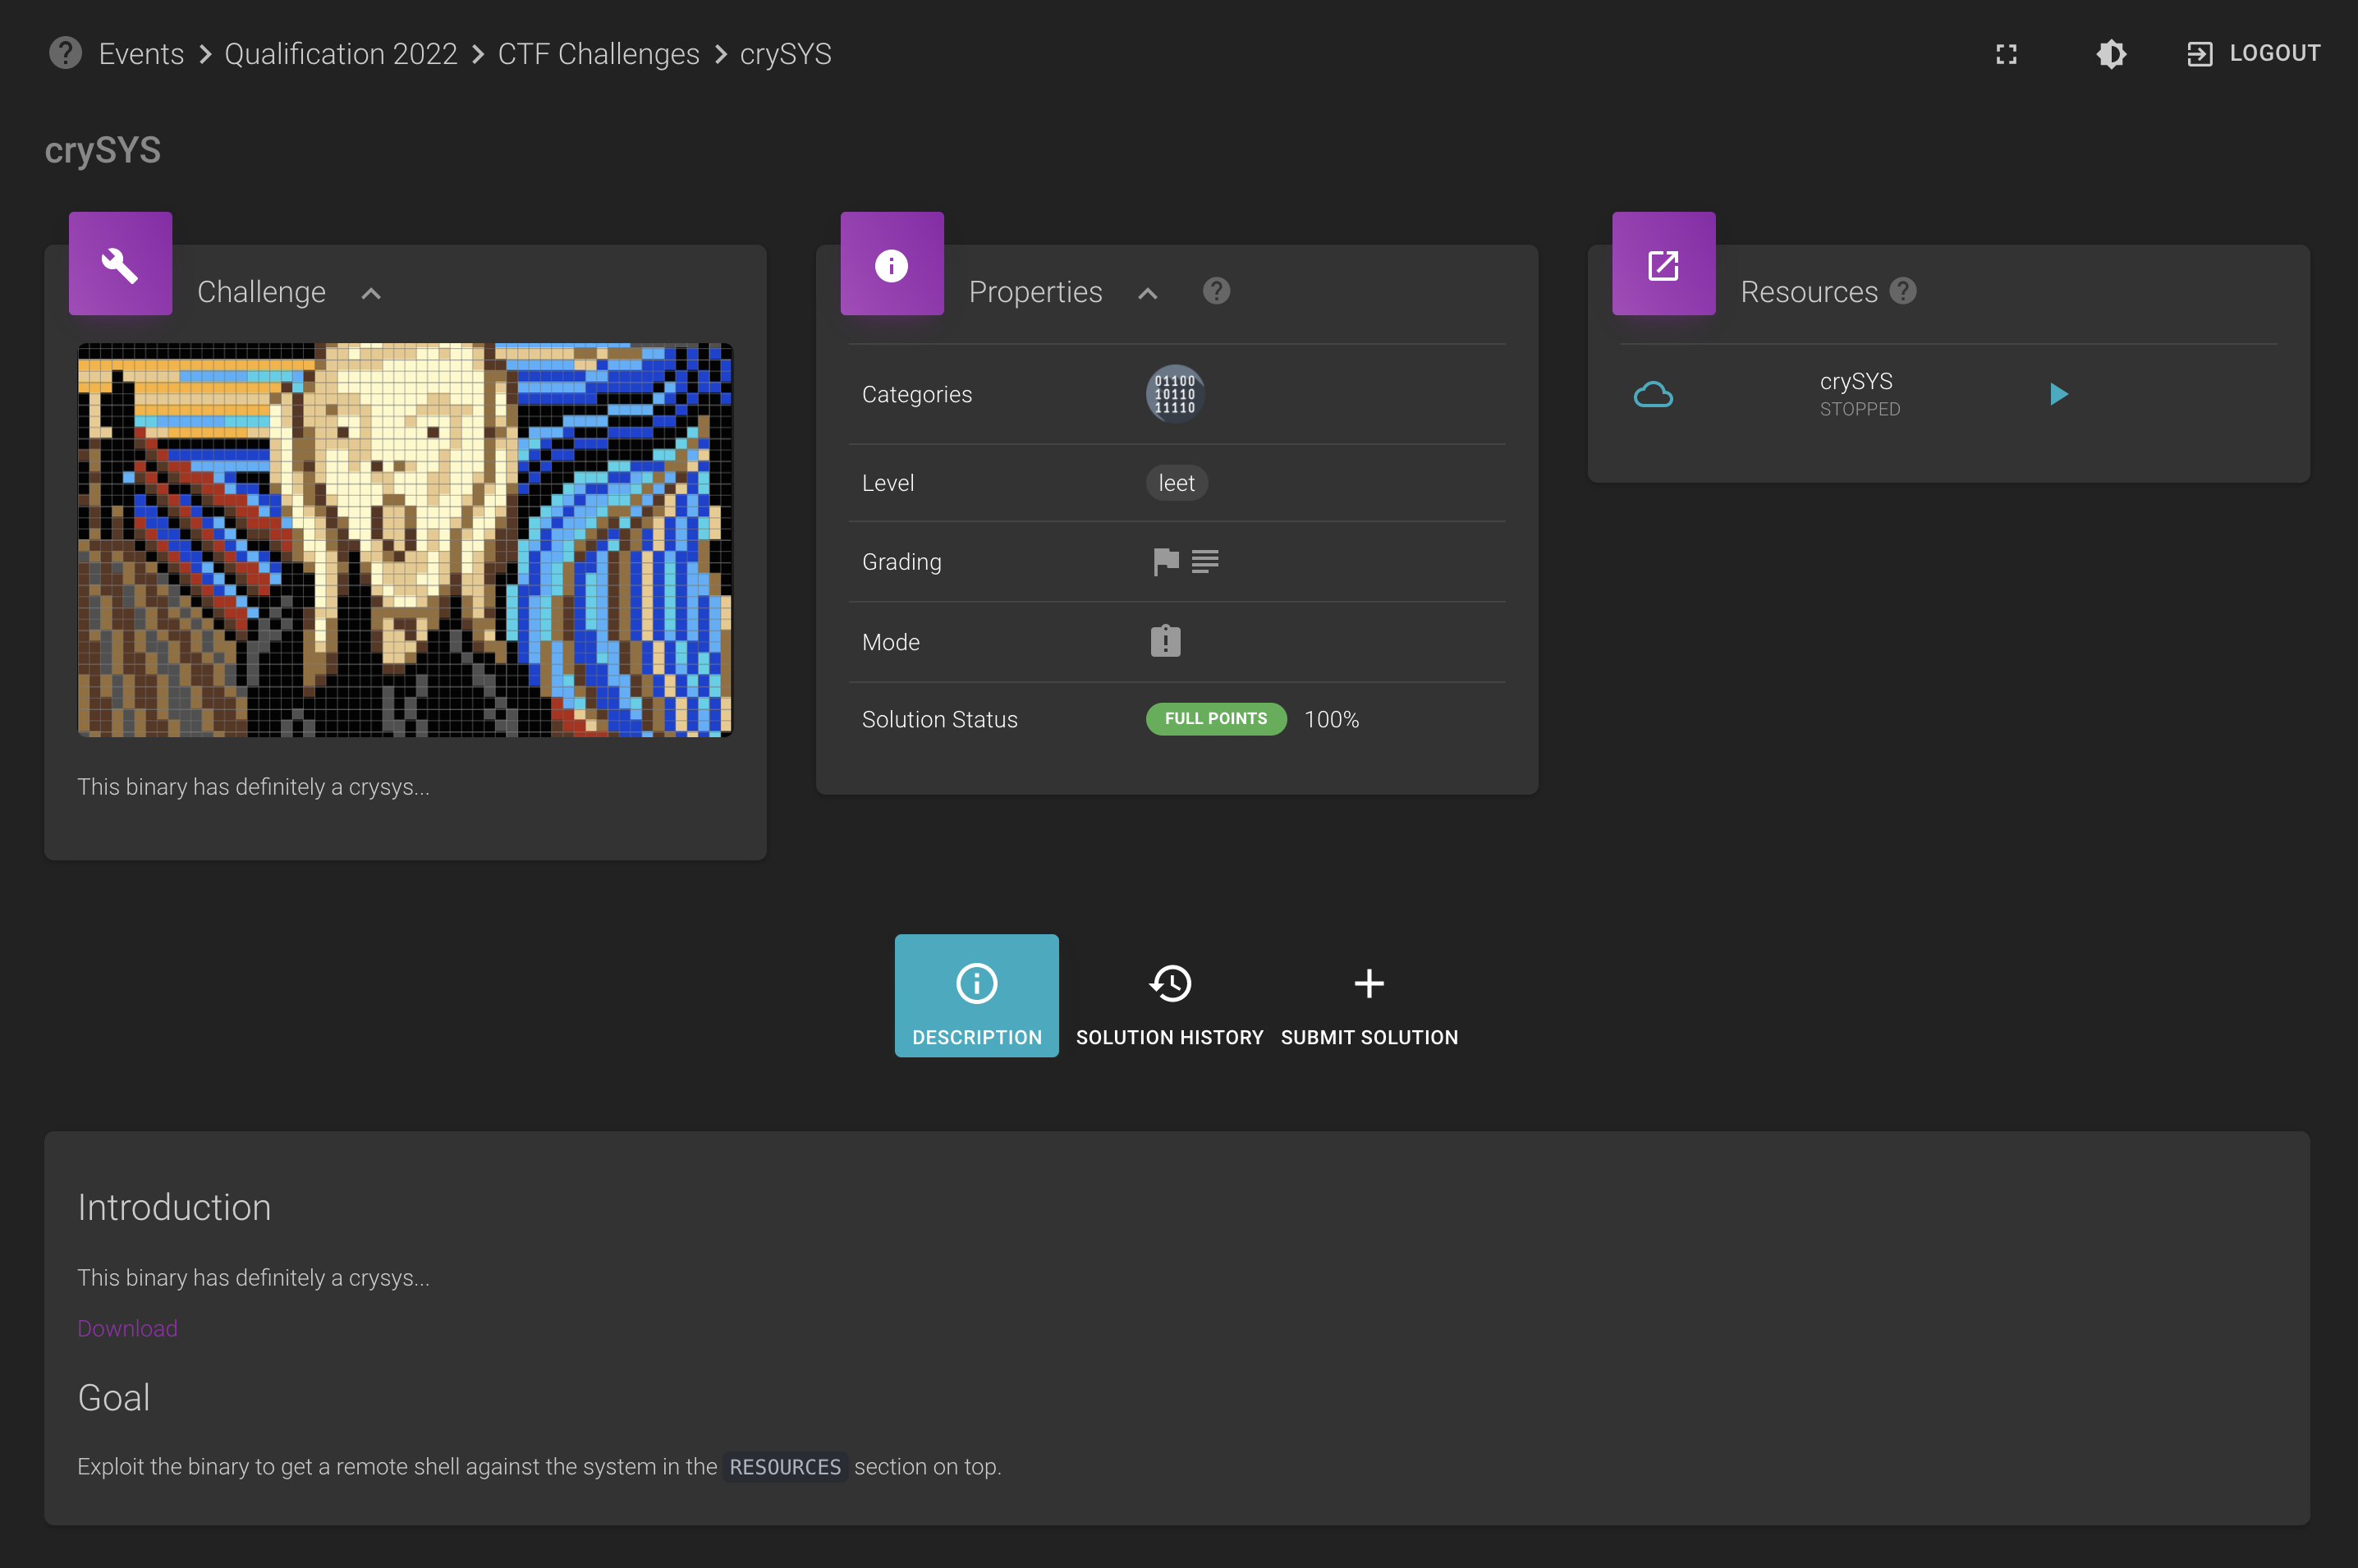 Events > Qualification 2022 > CTF Challenges > crySYS
LOGOUT
crySYS
Challenge
This binary has definitely a crysys...
Properties
Categories
01100
10110
11110
Level leet
Grading
Mode
Solution Status FULL POINTS 100%
Resources
crySYS
STOPPED
DESCRIPTION SOLUTION HISTORY SUBMIT SOLUTION
Introduction
This binary has definitely a crysys...
Download
Goal
Exploit the binary to get a remote shell against the system in the RESOURCES section on top.